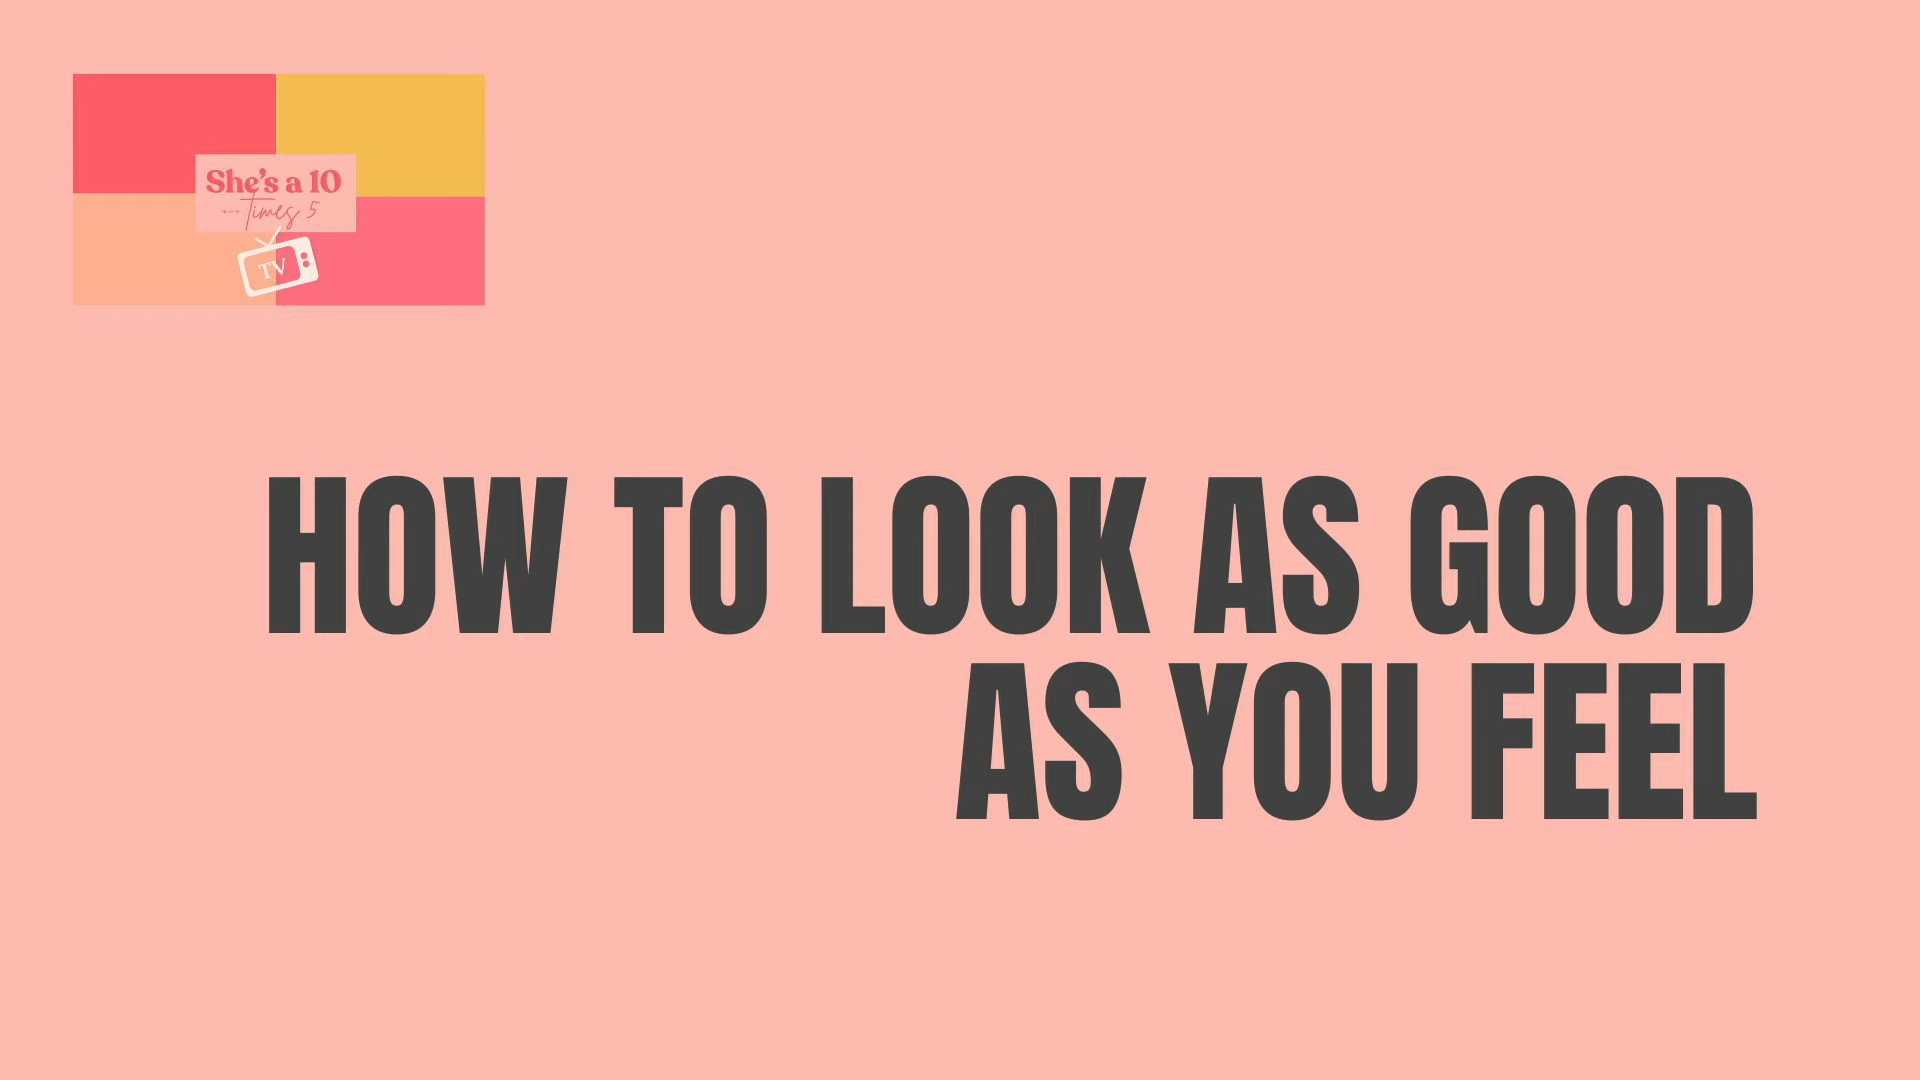 She's a 10
Times 5
TV
HOW TO LOOK AS GOOD
AS YOU FEEL